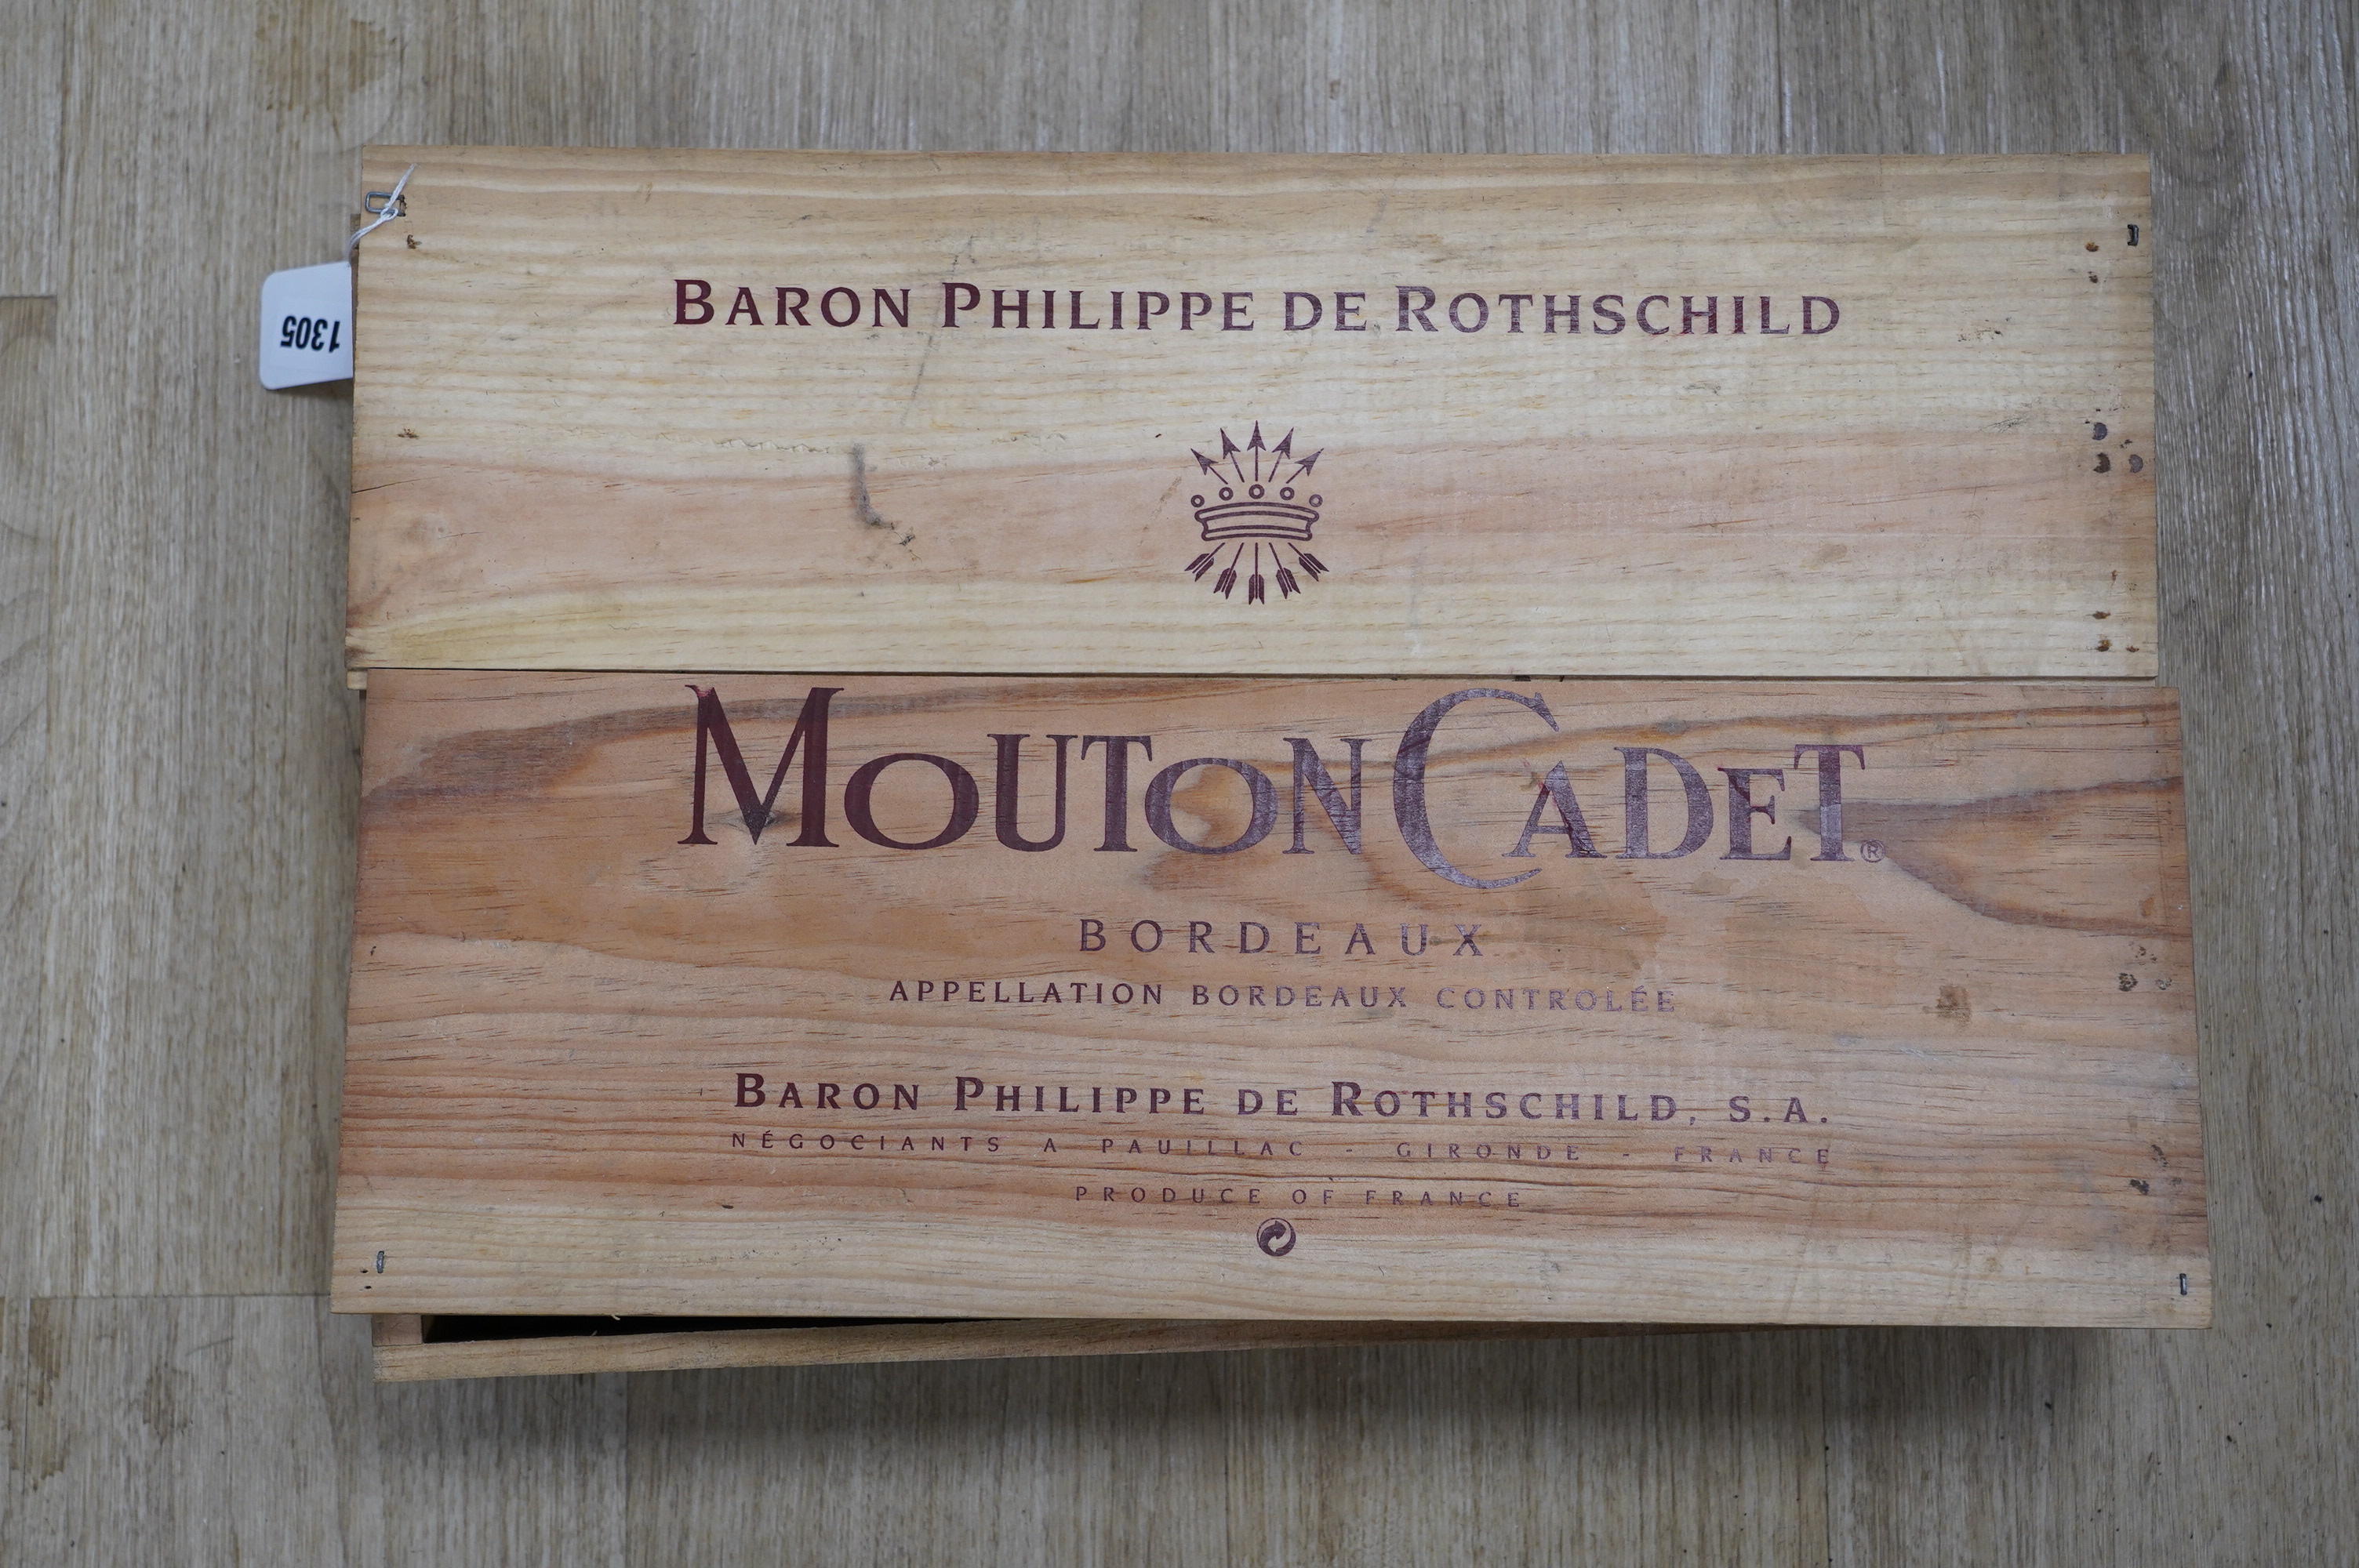 1305
BARON PHILIPPE DE ROTHSCHILD
MOUTON CADET®
BORDEAUX
APPELLATION BORDEAUX CONTROLÉE
BARON PHILIPPE DE ROTHSCHILD, S.A.
NÉGOCIANTS A PAUILLAC - GIRONDE - FRANCE
PRODUCE OF FRANCE